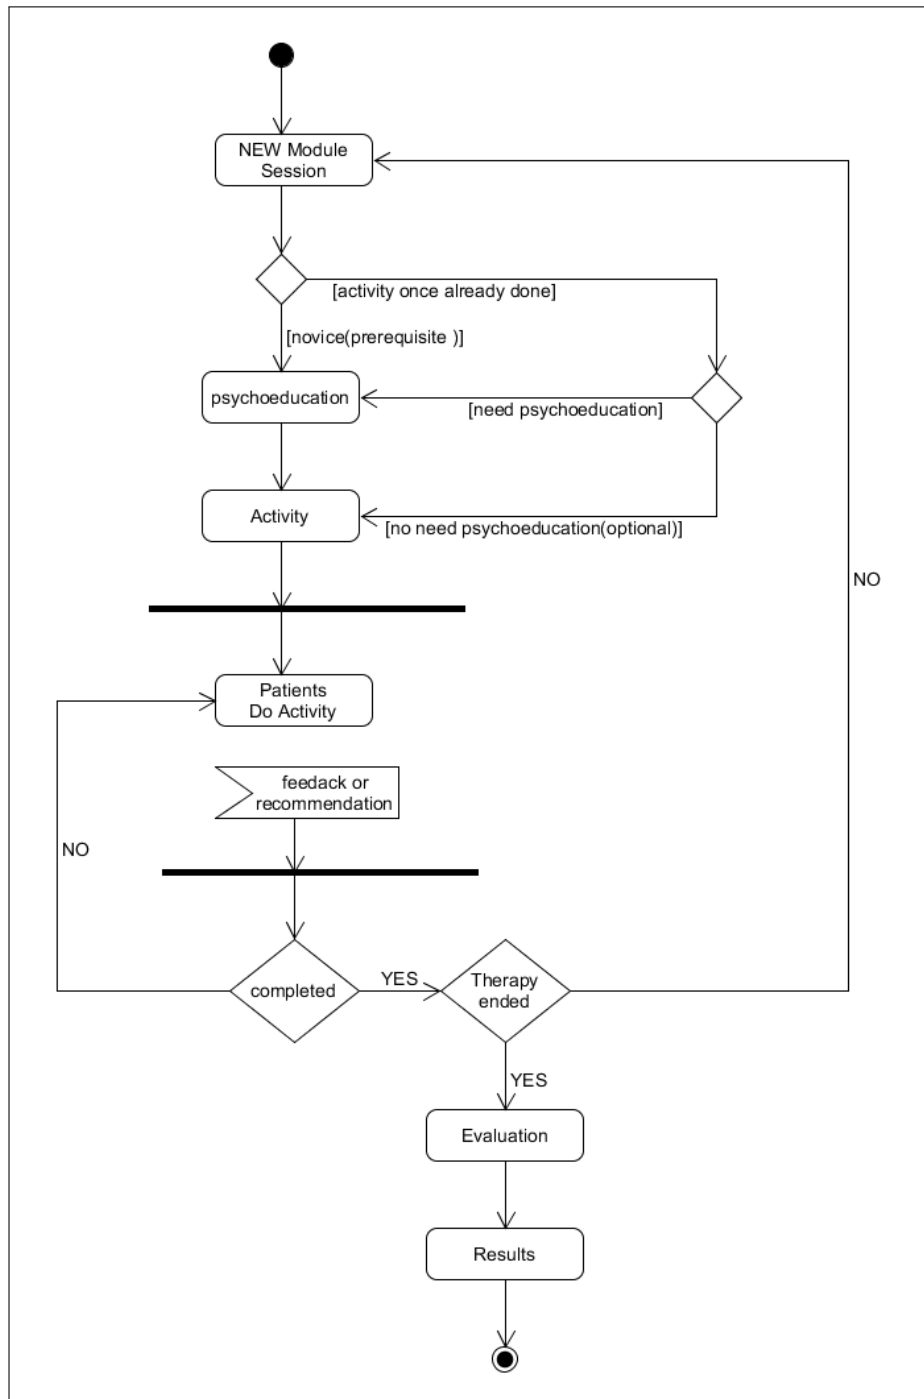 NEW Module
Session
[activity once already done]
[novice(prerequisite )]
psychoeducation
[need psychoeducation]
Activity
[no need psychoeducation(optional)]
NO
Patients
Do Activity
feedack or
recommendation
NO
completed
YES
Therapy
ended
YES
Evaluation
Results